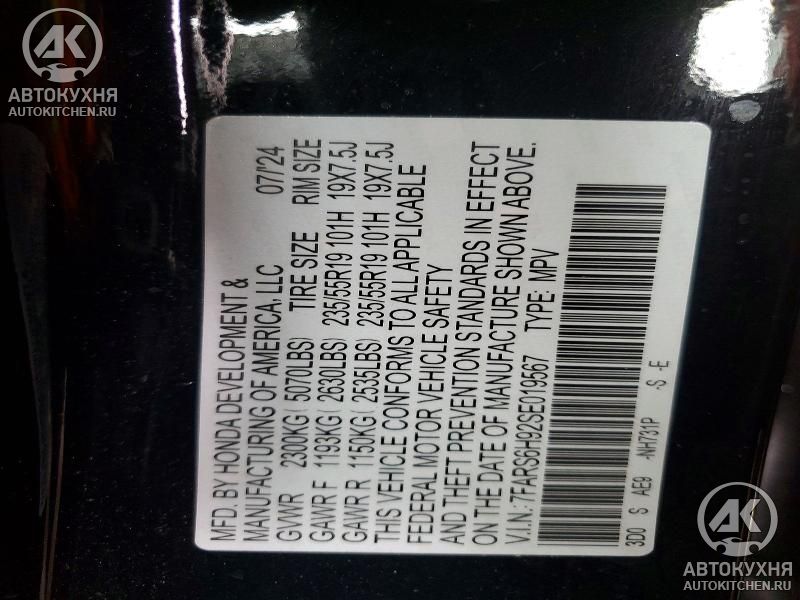 AK
АВТОКУХНЯ
AUTOKITCHEN.RU
MFD. BY HONDA DEVELOPMENT &
MANUFACTURING OF AMERICA, LLC 07/'24
GVWR 2300KG( 5070LBS) TIRE SIZE RIM SIZE
GAWR F 1193KG( 2630LBS) 235/55R19 101H 19X7.5J
GAWR R 1150KG( 2535LBS) 235/55R19 101H 19X7.5J
THIS VEHICLE CONFORMS TO ALL APPLICABLE
FEDERAL MOTOR VEHICLE SAFETY
AND THEFT PREVENTION STANDARDS IN EFFECT
ON THE DATE OF MANUFACTURE SHOWN ABOVE.
V.I.N: 7FARS6H92SE019567 TYPE: MPV
3D0 S AE9 -NH731P -S -E
AK
АВТОКУХНЯ
AUTOKITCHEN.RU